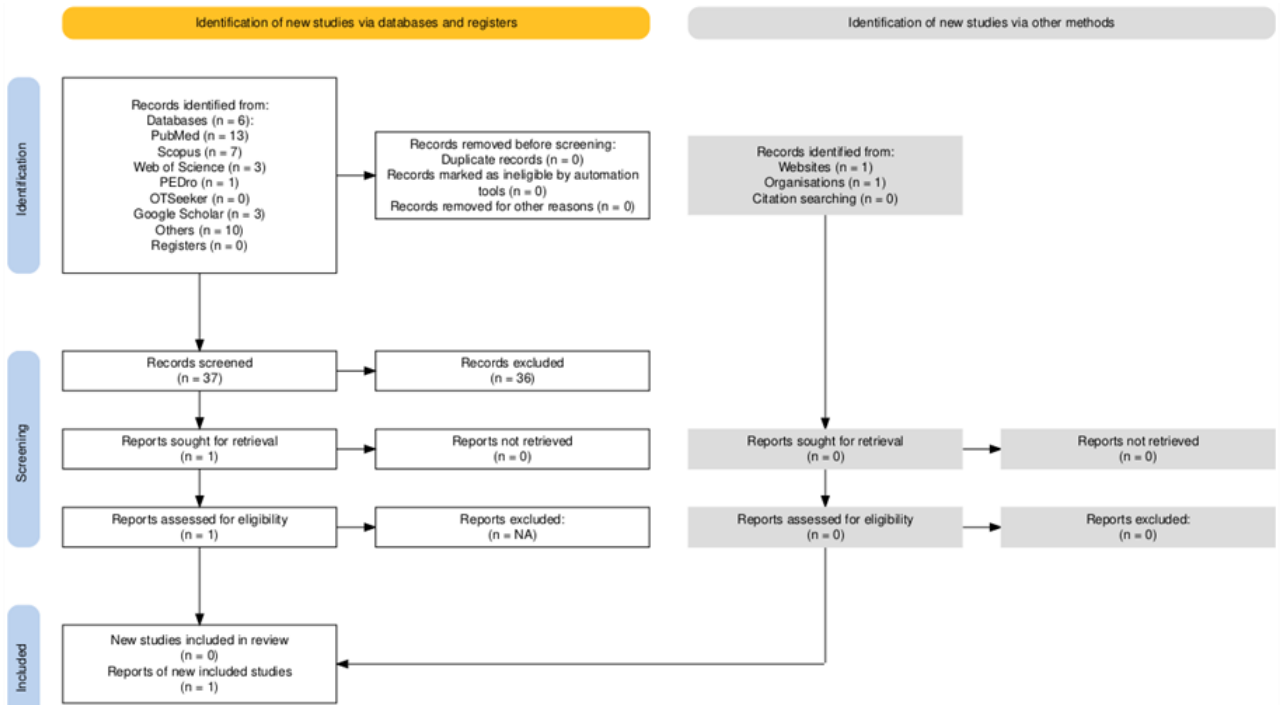 Identification of new studies via databases and registers
Identification of new studies via other methods
Identification
Records identified from:
Databases (n = 6):
PubMed (n = 13)
Scopus (n = 7)
Web of Science (n = 3)
PEDro (n = 1)
OTSeeker (n = 0)
Google Scholar (n = 3)
Others (n = 10)
Registers (n = 0)
Records removed before screening:
Duplicate records (n = 0)
Records marked as ineligible by automation
tools (n = 0)
Records removed for other reasons (n = 0)
Records identified from:
Websites (n = 1)
Organisations (n = 1)
Citation searching (n = 0)
Screening
Records screened
(n = 37)
Records excluded
(n = 36)
Reports sought for retrieval
(n = 1)
Reports not retrieved
(n = 0)
Reports sought for retrieval
(n = 0)
Reports not retrieved
(n = 0)
Reports assessed for eligibility
(n = 1)
Reports excluded:
(n = NA)
Reports assessed for eligibility
(n = 0)
Reports excluded:
(n = 0)
Included
New studies included in review
(n = 0)
Reports of new included studies
(n = 1)